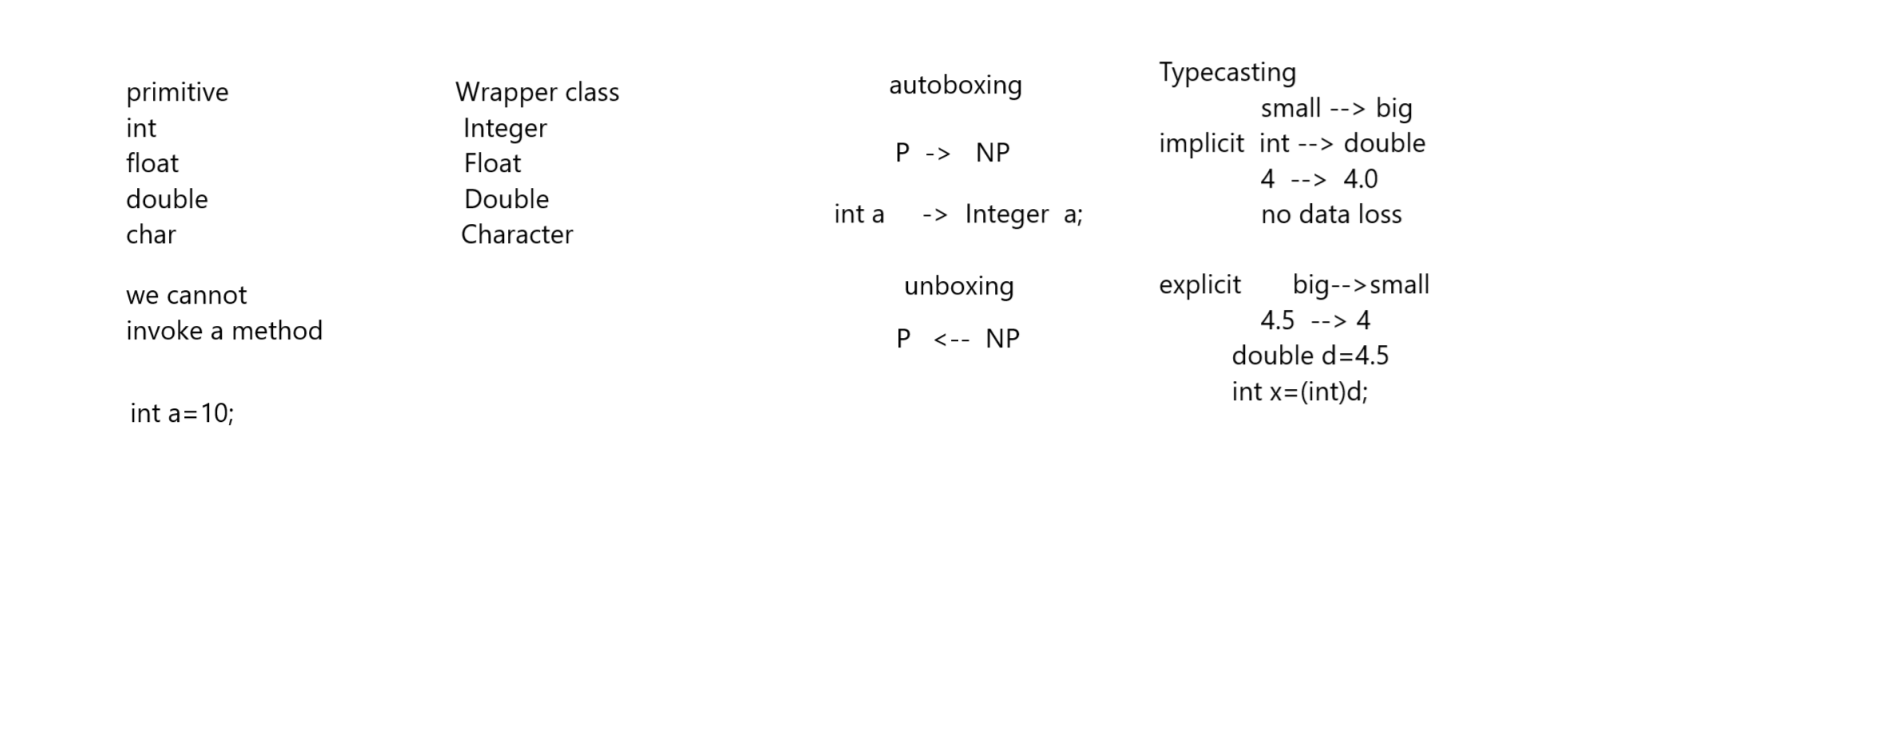 primitive
int
float
double
char
we cannot
invoke a method
int a=10;
Wrapper class
Integer
Float
Double
Character
autoboxing
P -> NP
int a -> Integer a;
unboxing
P <-- NP
Typecasting
small --> big
implicit int --> double
4 --> 4.0
no data loss
explicit big-->small
4.5 --> 4
double d=4.5
int x=(int)d;